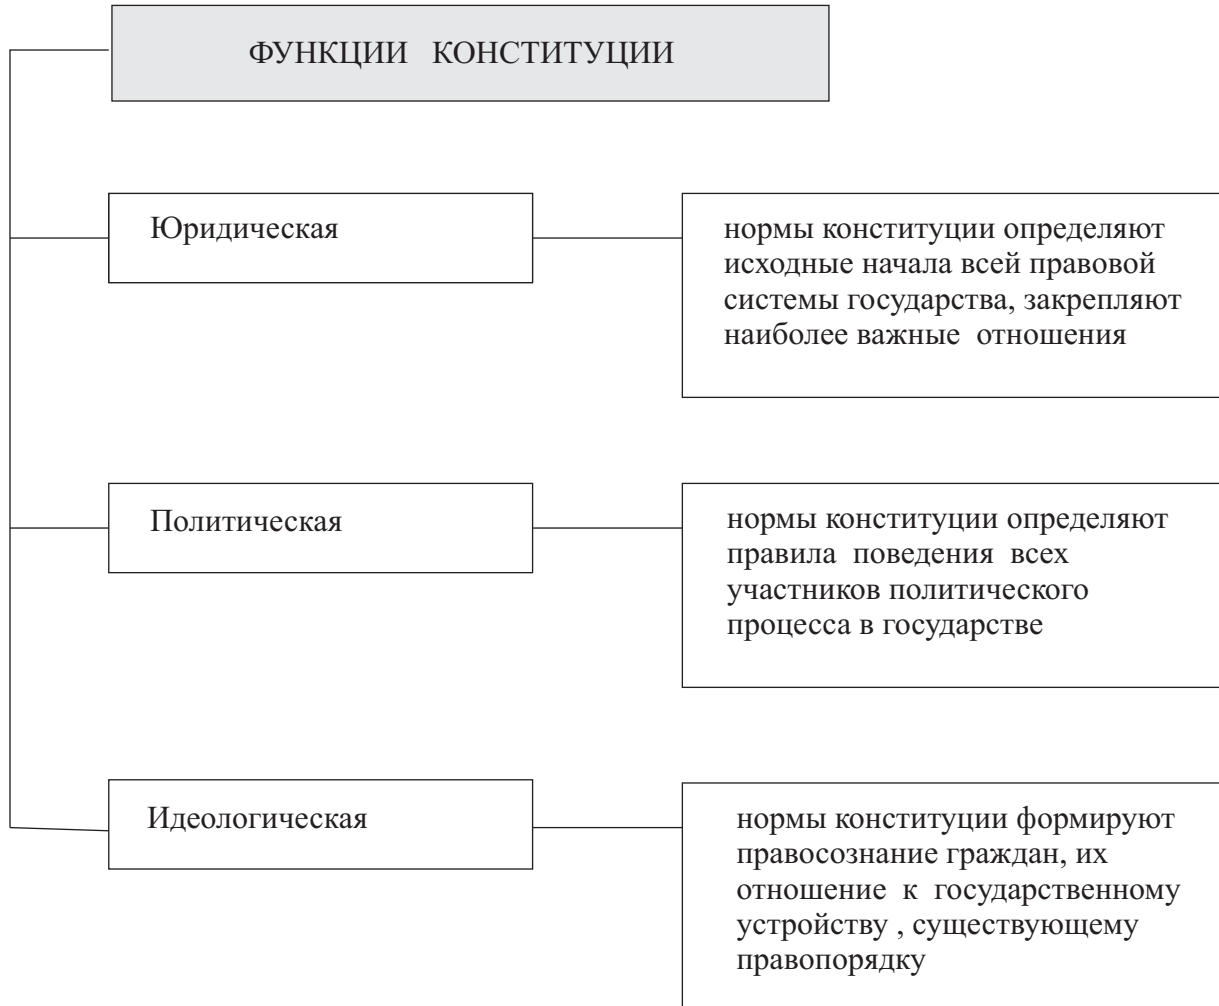 ФУНКЦИИ КОНСТИТУЦИИ
Юридическая
нормы конституции определяют
исходные начала всей правовой
системы государства, закрепляют
наиболее важные отношения
Политическая
нормы конституции определяют
правила поведения всех
участников политического
процесса в государстве
Идеологическая
нормы конституции формируют
правосознание граждан, их
отношение к государственному
устройству , существующему
правопорядку